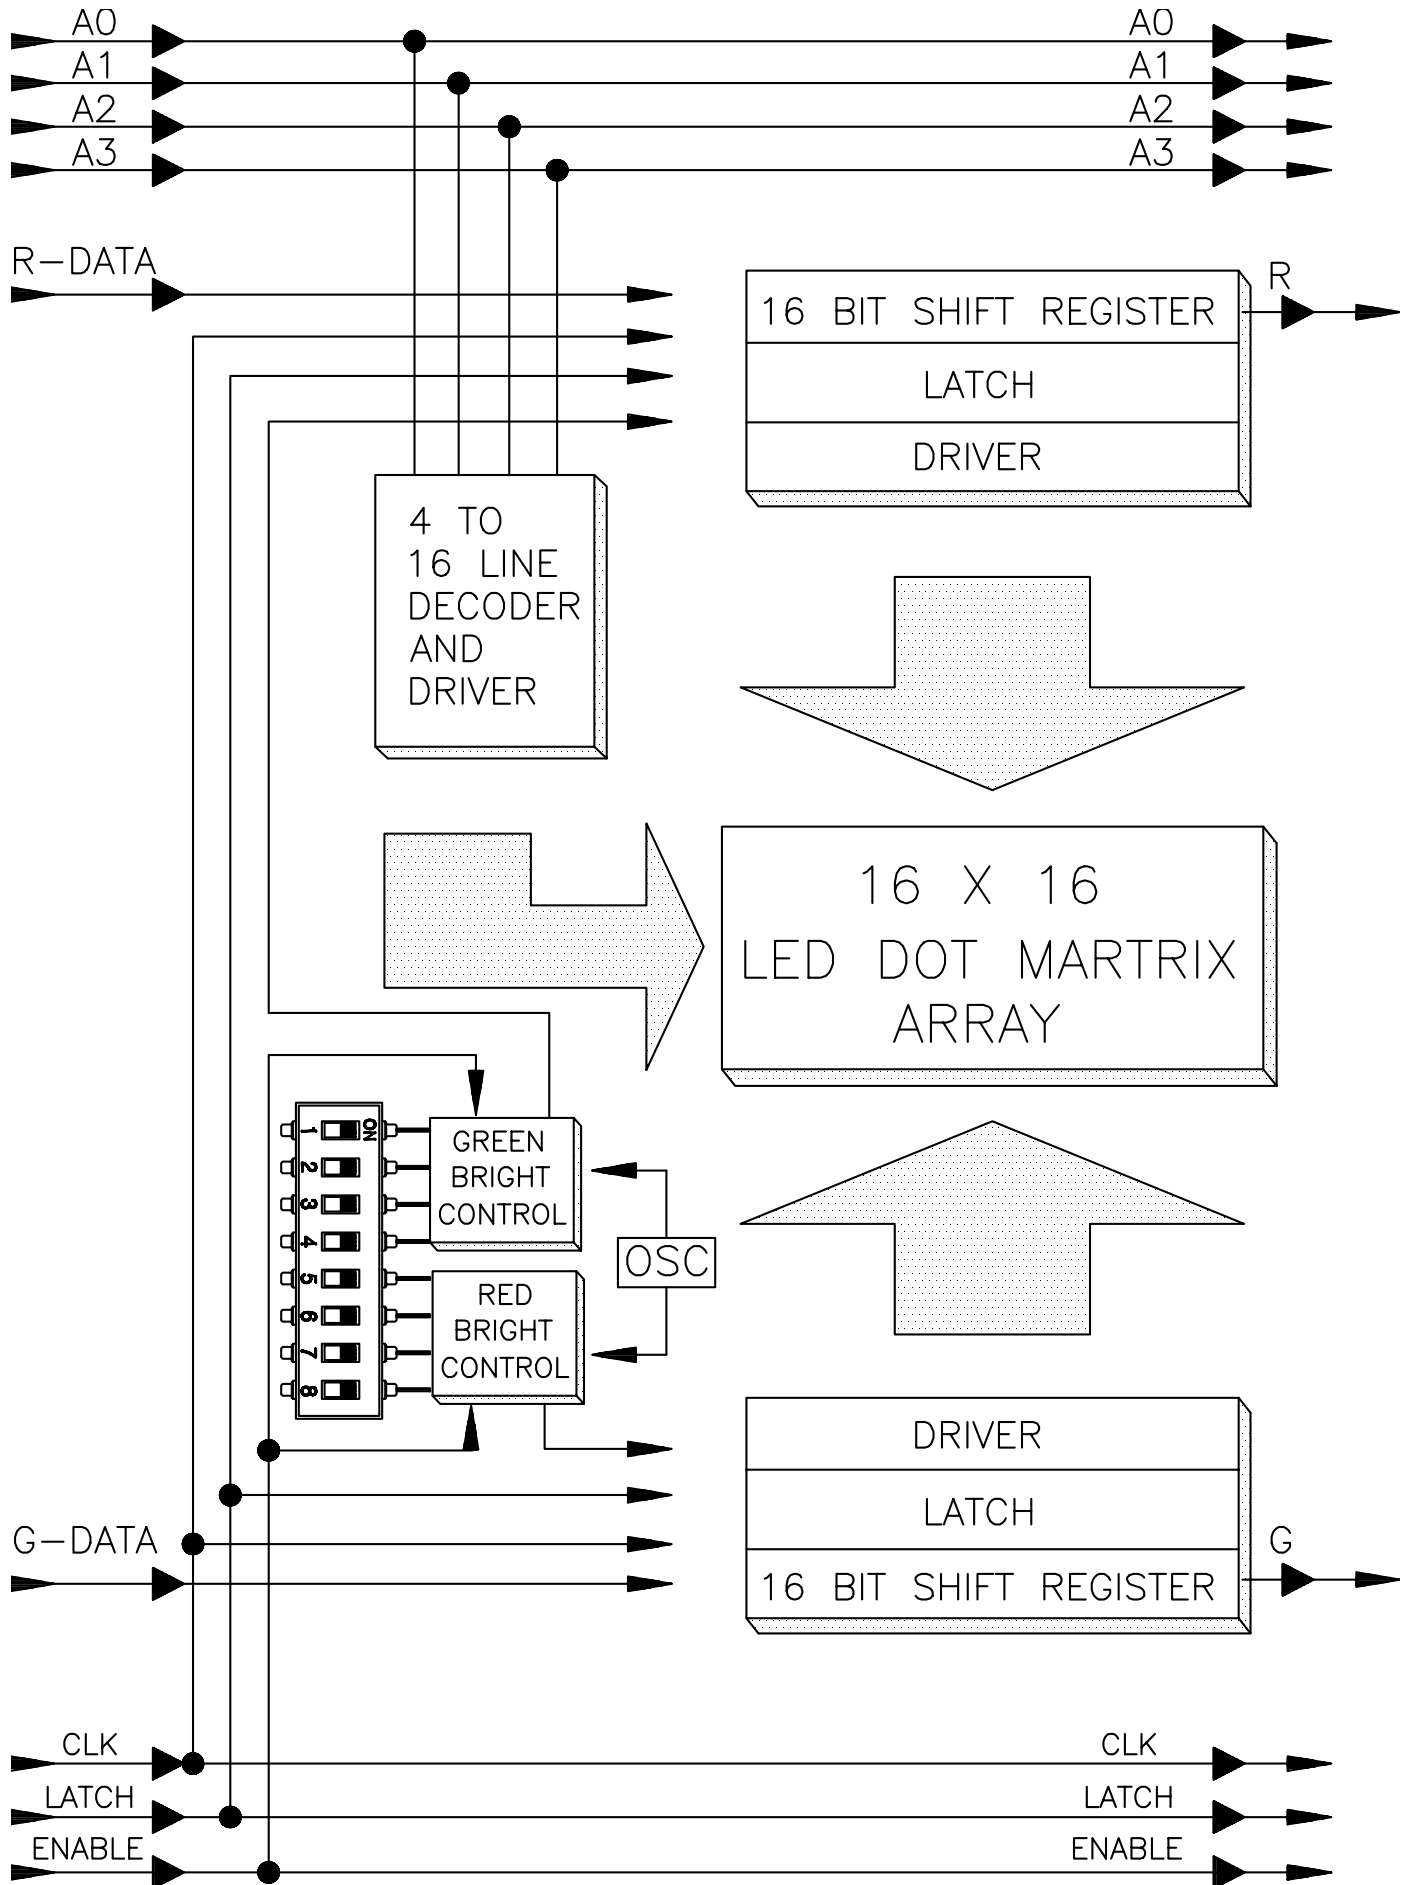 A0 A0
A1 A1
A2 A2
A3 A3
R-DATA
R
16 BIT SHIFT REGISTER
LATCH
DRIVER
4 TO
16 LINE
DECODER
AND
DRIVER
16 X 16
LED DOT MARTRIX
ARRAY
ON
1
2
3
4
5
6
7
8
GREEN
BRIGHT
CONTROL
OSC
RED
BRIGHT
CONTROL
DRIVER
LATCH
16 BIT SHIFT REGISTER
G-DATA
G
CLK CLK
LATCH LATCH
ENABLE ENABLE